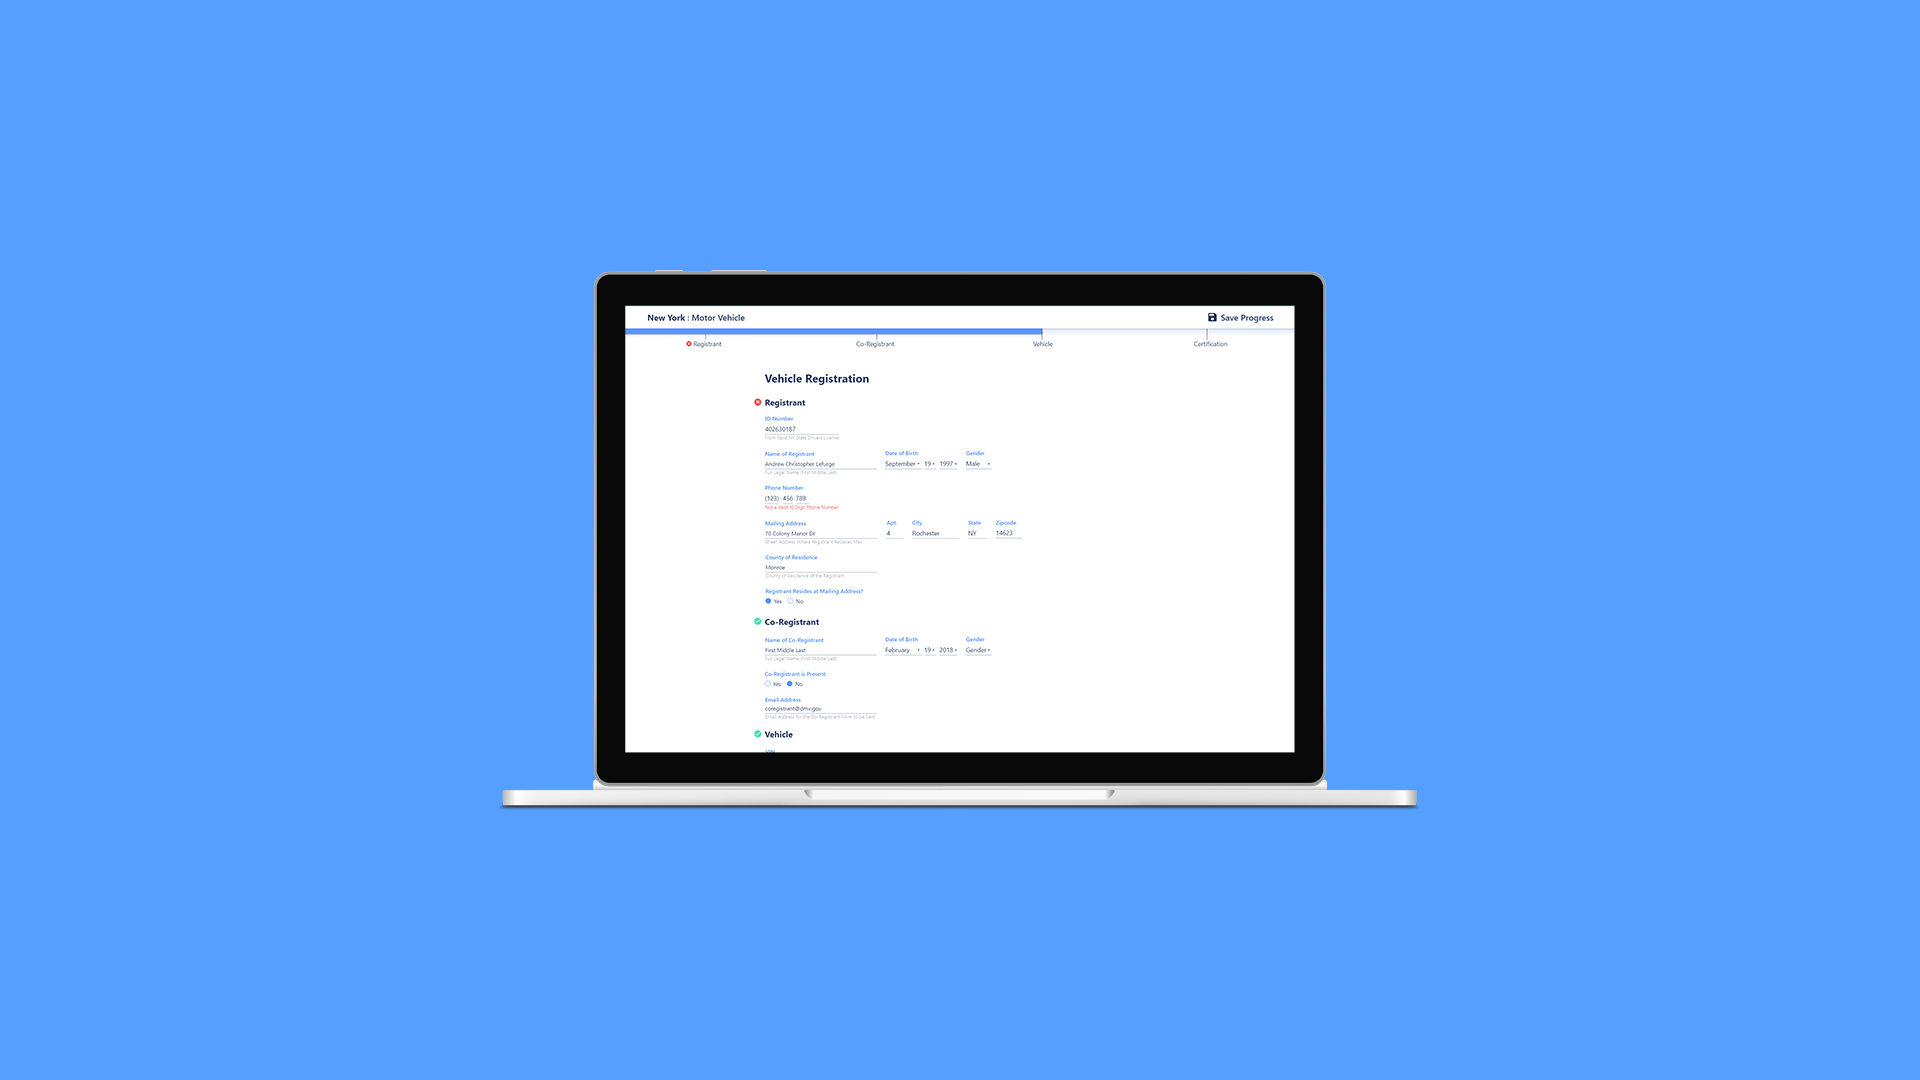 New York : Motor Vehicle
Save Progress
Registrant
Co-Registrant
Vehicle
Certification
Vehicle Registration
Registrant
ID Number
402630187
From Valid NY State Drivers License
Name of Registrant
Date of Birth
Gender
Andrew Christopher Lefurge
September 19 1997
Male
Full Legal Name (First Middle Last)
Phone Number
(123) - 456 - 789
Not a Valid 10 Digit Phone Number
Mailing Address
Apt.
City
State
Zipcode
70 Colony Manor Dr
4
Rochester
NY
14623
Street Address Where Registrant Recieves Mail
County of Residence
Monroe
County of Residence of the Registrant
Registrant Resides at Mailing Address?
Yes No
Co-Registrant
Name of Co-Registrant
Date of Birth
Gender
First Middle Last
February 19 2018
Gender
Full Legal Name (First Middle Last)
Co-Registrant is Present
Yes No
Email Address
coregistrant@dmv.gov
Email Address for the Co-Registrant Form to be Sent
Vehicle